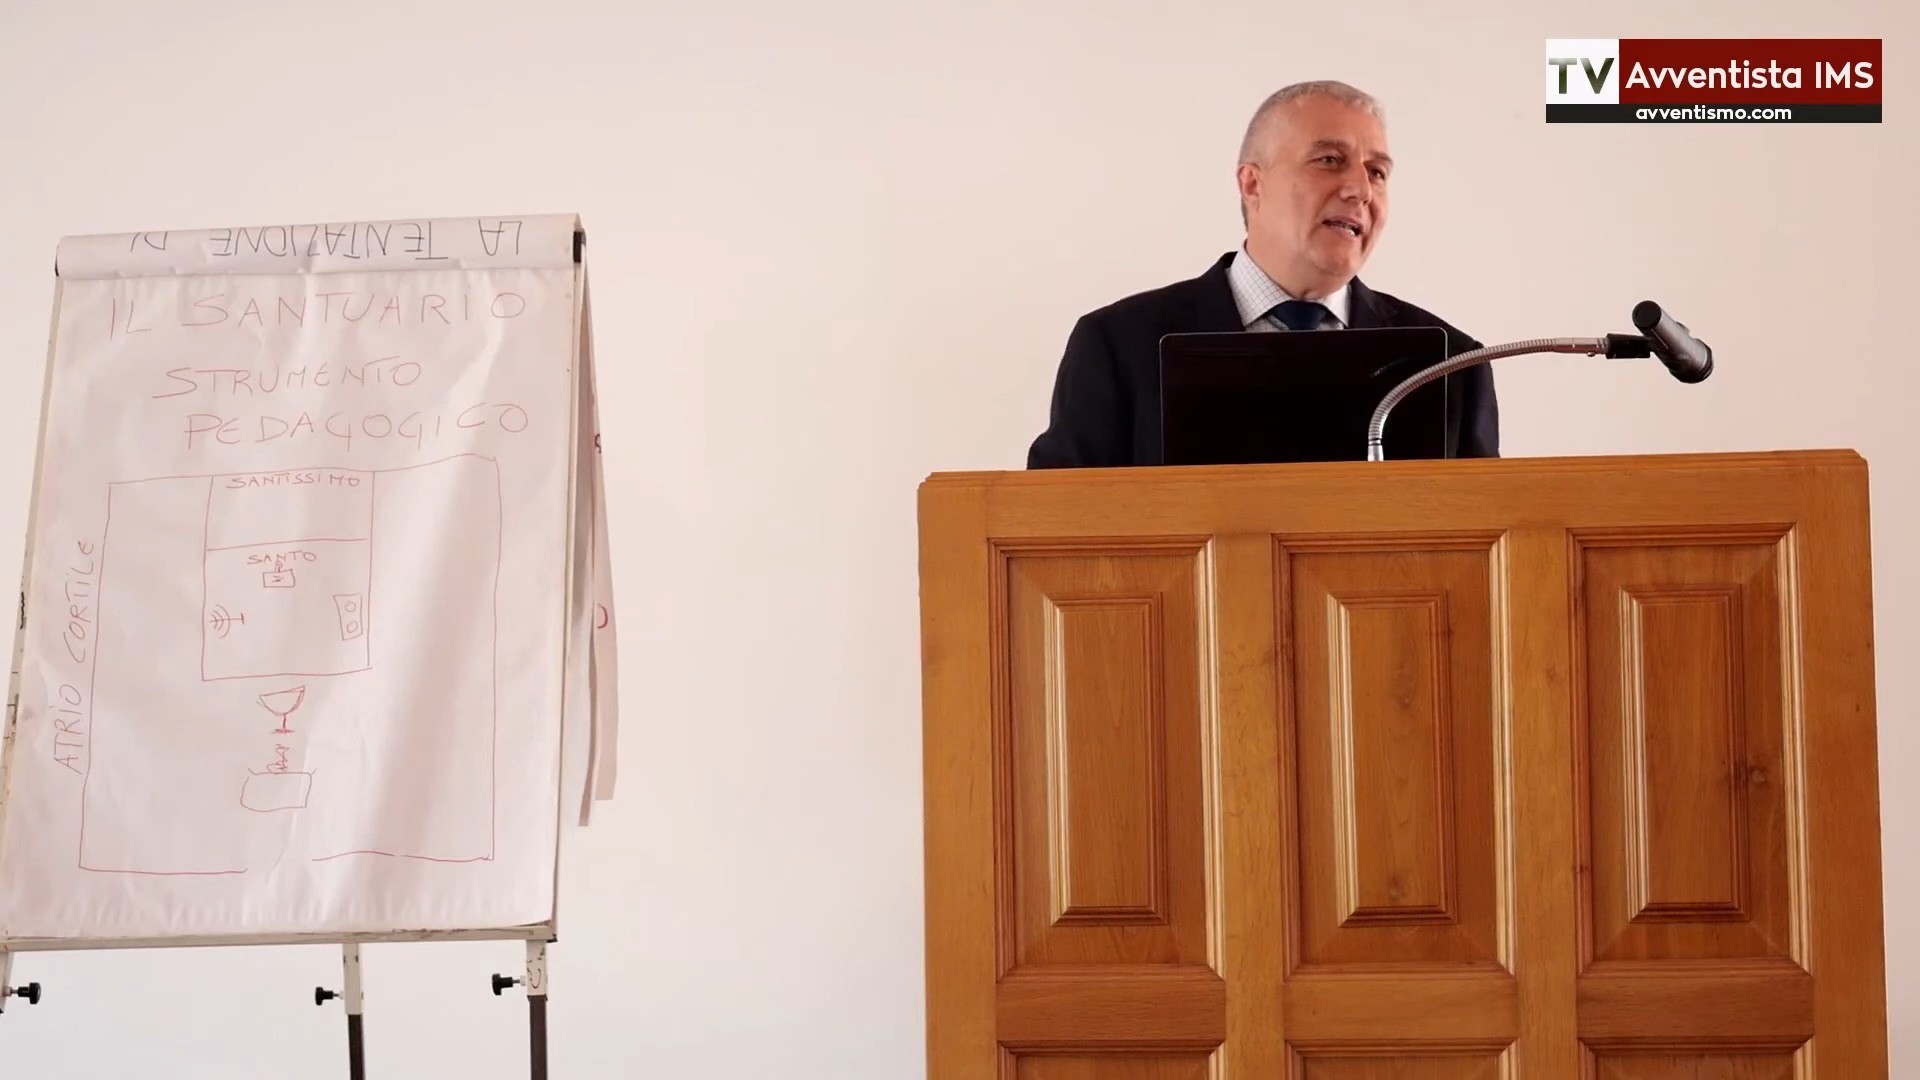 LA TENTAZIONE DI
IL SANTUARIO
STRUMENTO
PEDAGOGICO
SANTISSIMO
SANTO
ATRIO CORTILE
TV Avventista IMS
avventismo.com